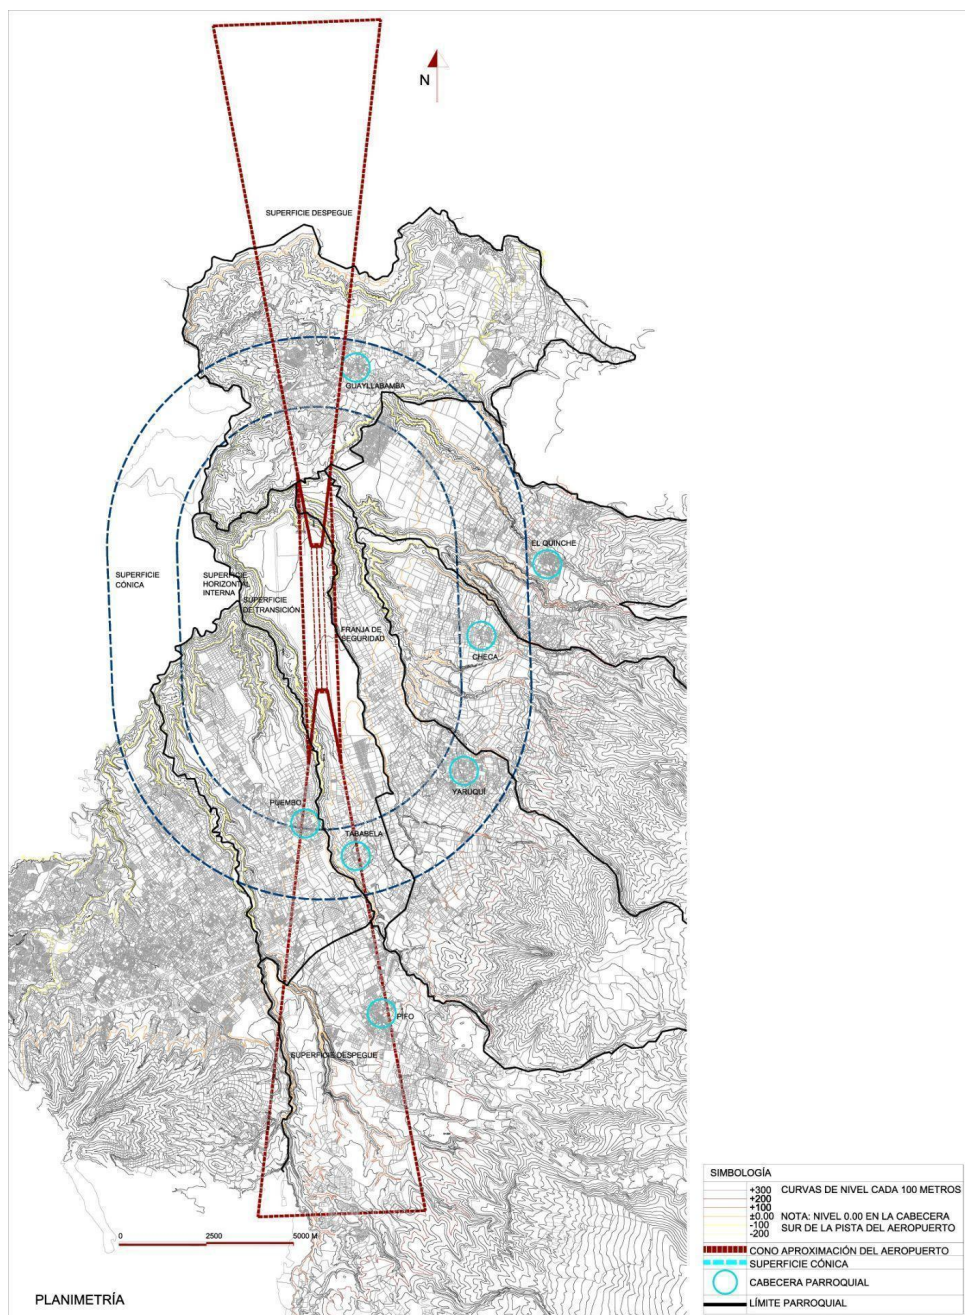 N
SUPERFICIE DESPEGUE
GUAYLLABAMBA
EL QUINCHE
SUPERFICIE
CÓNICA
SUPERFICIE
HORIZONTAL
INTERNA
SUPERFICIE
DE TRANSICIÓN
FRANJA DE
SEGURIDAD
CHECA
YARUQUÍ
PUEMBO
TABABELA
PIFO
SUPERFICIE DESPEGUE
0 2500 5000 M
PLANIMETRÍA
SIMBOLOGÍA
+300 CURVAS DE NIVEL CADA 100 METROS
+200
+100
±0.00 NOTA: NIVEL 0.00 EN LA CABECERA
-100 SUR DE LA PISTA DEL AEROPUERTO
-200
CONO APROXIMACIÓN DEL AEROPUERTO
SUPERFICIE CÓNICA
CABECERA PARROQUIAL
LÍMITE PARROQUIAL